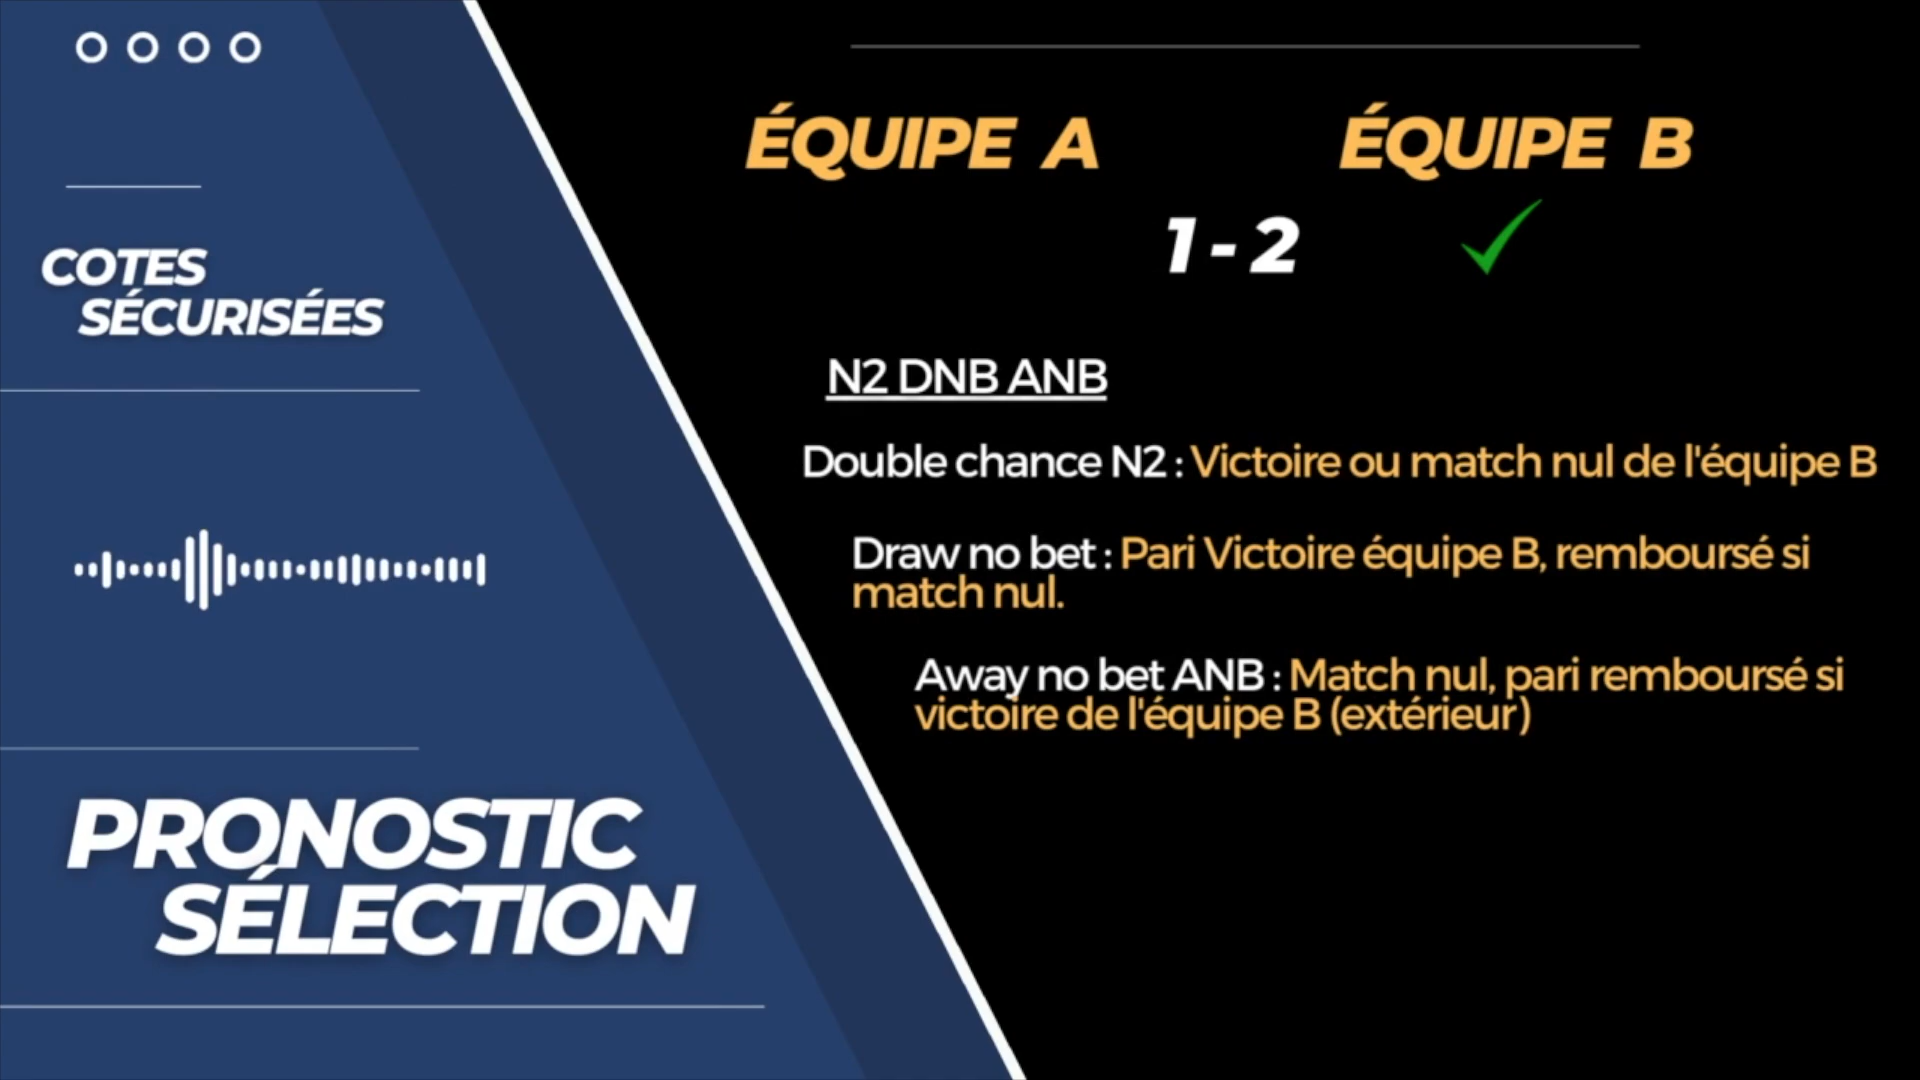 COTES
SÉCURISÉES
PRONOSTIC
SÉLECTION
ÉQUIPE A
ÉQUIPE B
1 - 2
N2 DNB ANB
Double chance N2 : Victoire ou match nul de l'équipe B
Draw no bet : Pari Victoire équipe B, remboursé si
match nul.
Away no bet ANB : Match nul, pari remboursé si
victoire de l'équipe B (extérieur)